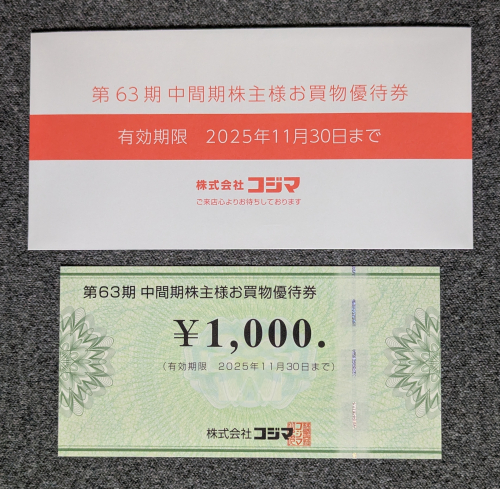 第63期 中間期株主様お買物優待券
有効期限 2025年11月30日まで
株式会社 コジマ
ご来店心よりお待ちしております
第63期 中間期株主様お買物優待券
¥1,000.
(有効期限 2025年11月30日まで)
株式会社 コジマ